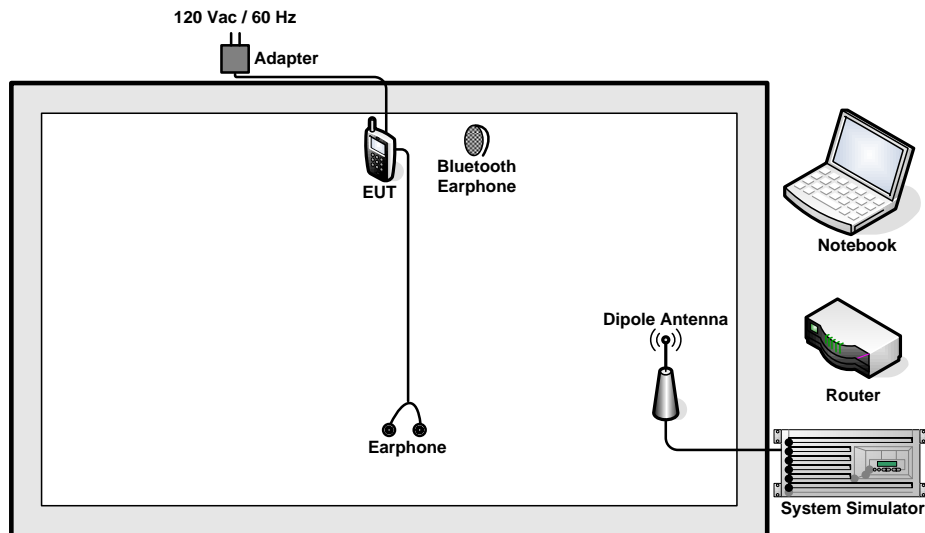 120 Vac / 60 Hz
Adapter
EUT
Bluetooth
Earphone
Notebook
Dipole Antenna
Router
Earphone
System Simulator